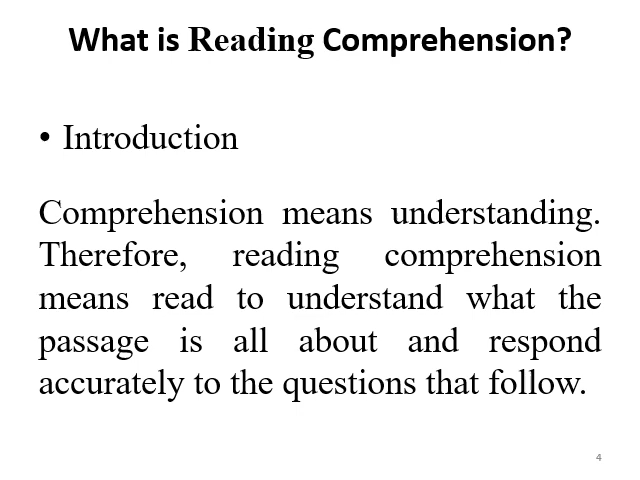 What is Reading Comprehension?
• Introduction
Comprehension means understanding.
Therefore, reading comprehension
means read to understand what the
passage is all about and respond
accurately to the questions that follow.
4